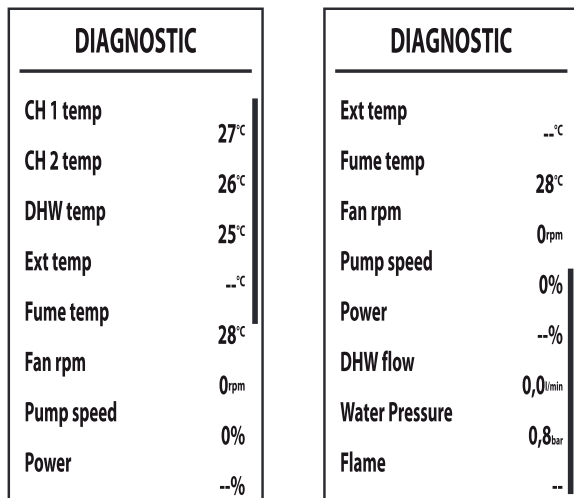 DIAGNOSTIC
CH 1 temp
27°C
CH 2 temp
26°C
DHW temp
25°C
Ext temp
--°C
Fume temp
28°C
Fan rpm
0rpm
Pump speed
0%
Power
--%
DIAGNOSTIC
Ext temp
--°C
Fume temp
28°C
Fan rpm
0rpm
Pump speed
0%
Power
--%
DHW flow
0,0l/min
Water Pressure
0,8bar
Flame
--